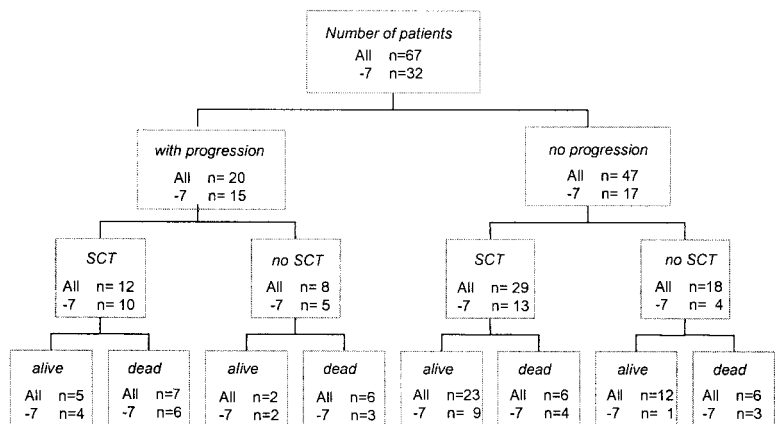 Number of patients
All n=67
-7 n=32
with progression
All n= 20
-7 n= 15
no progression
All n= 47
-7 n= 17
SCT
All n= 12
-7 n= 10
no SCT
All n= 8
-7 n= 5
SCT
All n= 29
-7 n= 13
no SCT
All n=18
-7 n= 4
alive
All n=5
-7 n=4
dead
All n=7
-7 n=6
alive
All n=2
-7 n=2
dead
All n=6
-7 n=3
alive
All n=23
-7 n= 9
dead
All n=6
-7 n=4
alive
All n=12
-7 n= 1
dead
All n=6
-7 n=3